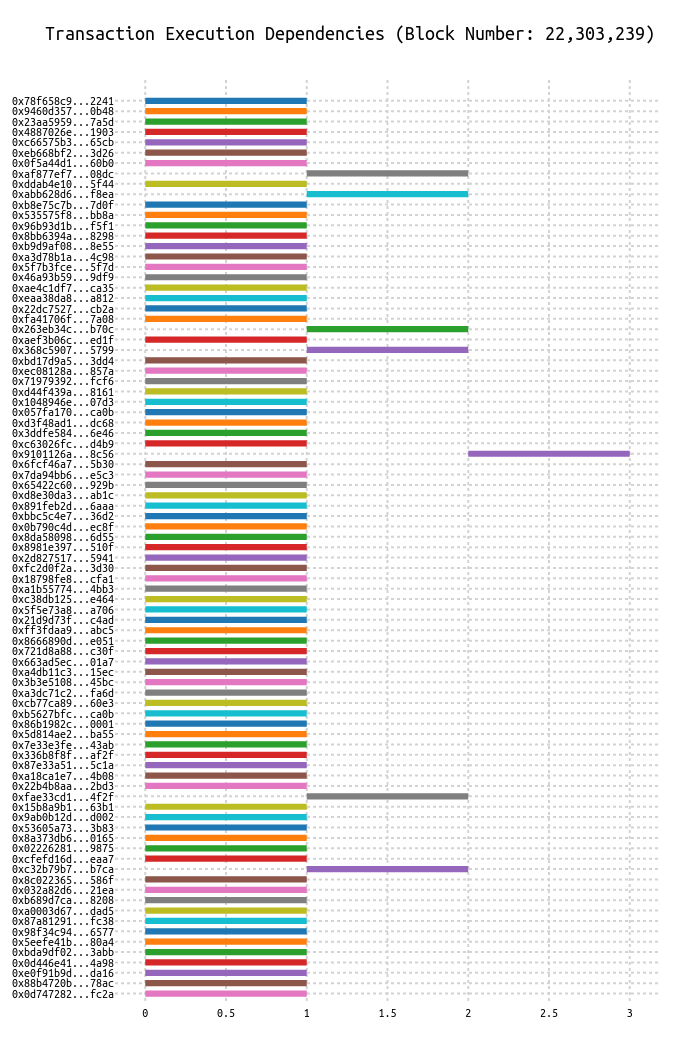 Transaction Execution Dependencies (Block Number: 22,303,239)
0x78f658c9...2241
0x9460d357...0b48
0x23aa5959...7a5d
0x4887026e...1903
0xc66575b3...65cb
0xeb668bf2...3d26
0x0f5a44d1...60b0
0xaf877ef7...08dc
0xddab4e10...5f44
0xabb628d6...f8ea
0xb8e75c7b...7d0f
0x535575f8...bb8a
0x96b93d1b...f5f1
0x8bb6394a...8298
0xb9d9af08...8e55
0xa3d78b1a...4c98
0x5f7b3fce...5f7d
0x46a93b59...9df9
0xae4c1df7...ca35
0xeaa38da8...a812
0x22dc7527...cb2a
0xfa41706f...7a08
0x263eb34c...b70c
0xaef3b06c...ed1f
0x368c5907...5799
0xbd17d9a5...3dd4
0xec08128a...857a
0x71979392...fcf6
0xd44f439a...8161
0x1048946e...07d3
0x057fa170...ca0b
0xd3f48ad1...dc68
0x3ddfe584...6e46
0xc63026fc...d4b9
0x9101126a...8c56
0x6fcf46a7...5b30
0x7da94bb6...e5c3
0x65422c60...929b
0xd8e30da3...ab1c
0x891feb2d...6aaa
0xbbc5c4e7...36d2
0x0b790c4d...ec8f
0x8da58098...6d55
0x8981e397...510f
0x2d827517...5941
0xfc2d0f2a...3d30
0x18798fe8...cfa1
0xa1b55774...4bb3
0xc38db125...e464
0x5f5e73a8...a706
0x21d9d73f...c4ad
0xff3fdaa9...abc5
0x8666890d...e051
0x721d8a88...c30f
0x663ad5ec...01a7
0xa4db11c3...15ec
0x3b3e5108...45bc
0xa3dc71c2...fa6d
0xcb77ca89...60e3
0xb5627bfc...ca0b
0x86b1982c...0001
0x5d814ae2...ba55
0x7e33e3fe...43ab
0x336b8f8f...af2f
0x87e33a51...5c1a
0xa18ca1e7...4b08
0x22b4b8aa...2bd3
0xfae33cd1...4f2f
0x15b8a9b1...63b1
0x9ab0b12d...d002
0x53605a73...3b83
0x8a373db6...0165
0x02226281...9875
0xcfefd16d...eaa7
0xc32b79b7...b7ca
0x8c022365...586f
0x032a82d6...21ea
0xb689d7ca...8208
0xa0003d67...dad5
0x87a81291...fc38
0x98f34c94...6577
0x5eefe41b...80a4
0xbda9df02...3abb
0x0d446e41...4a98
0xe0f91b9d...da16
0x88b4720b...78ac
0x0d747282...fc2a
0 0.5 1 1.5 2 2.5 3